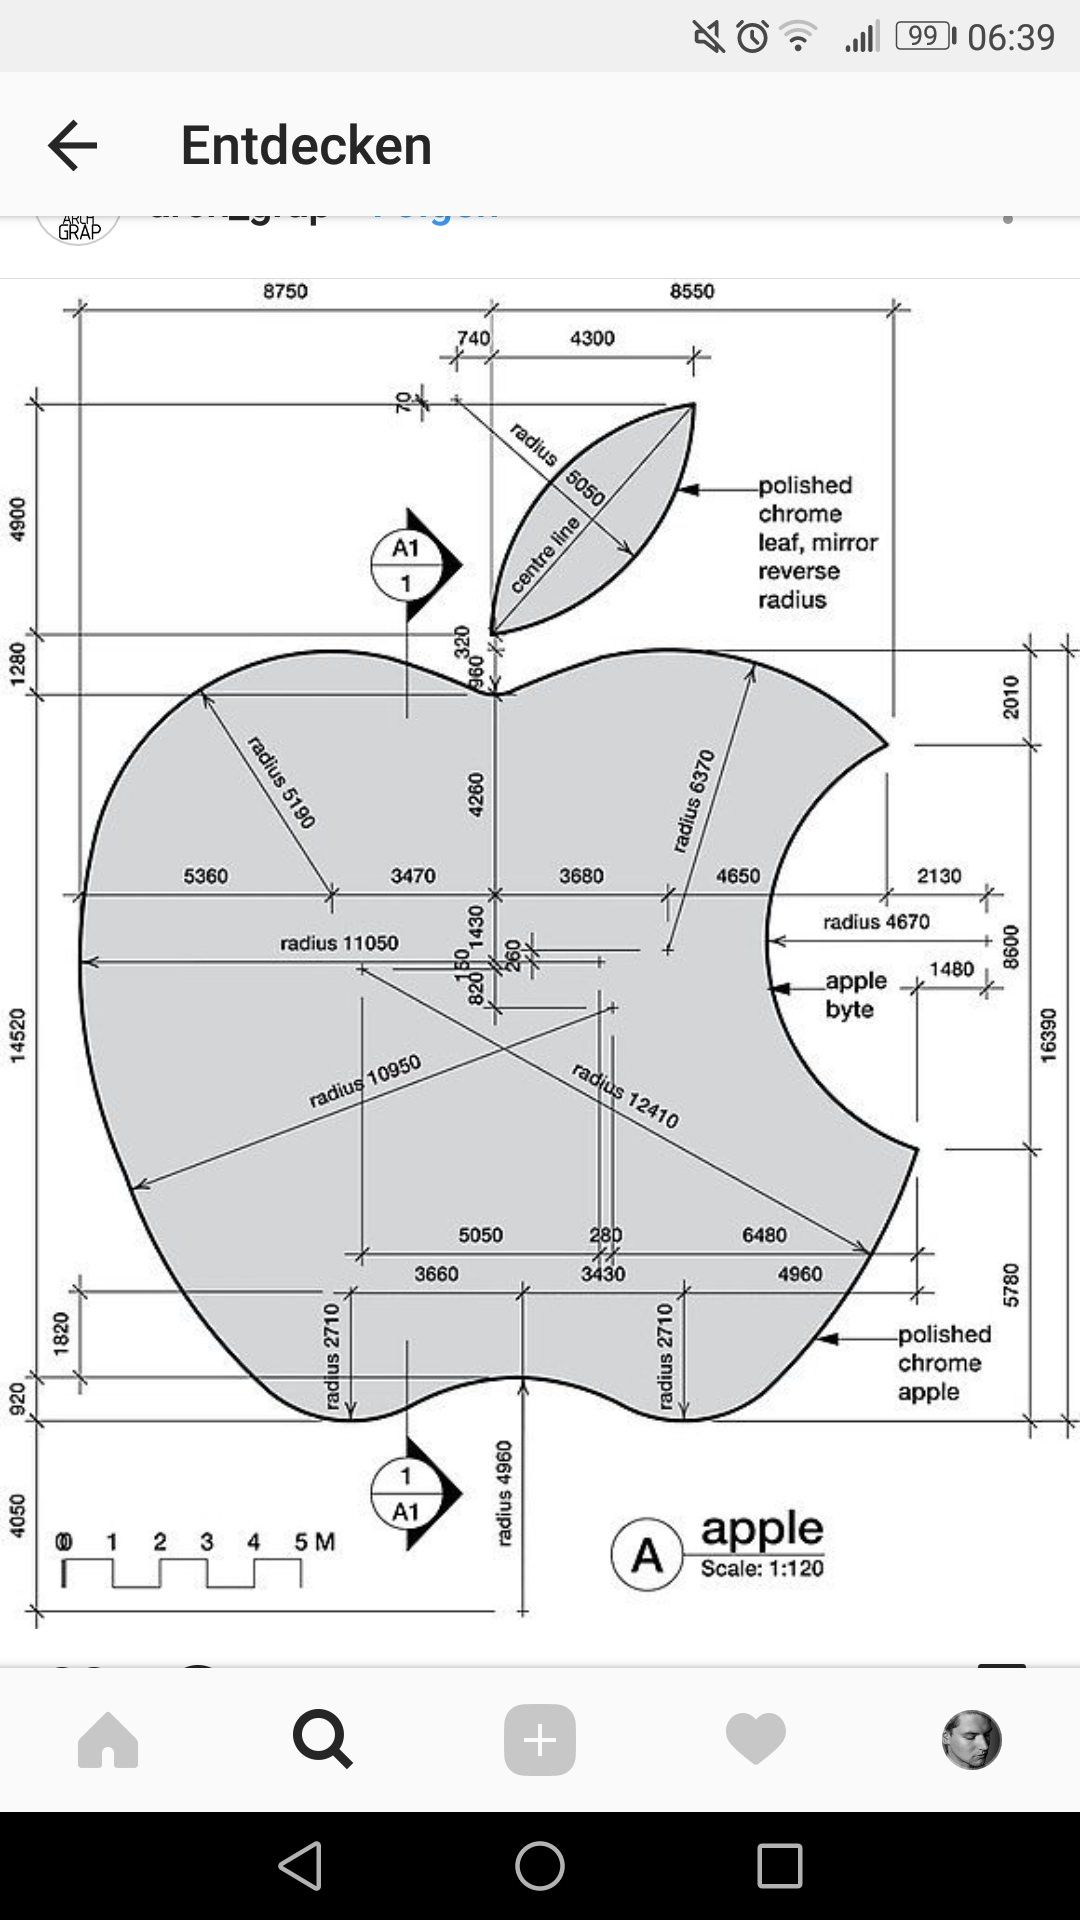 99 06:39
Entdecken
ARCH
GRAP
arch_grap
Folgen
8750
8550
740
4300
70
radius 5050
centre line
polished
chrome
leaf, mirror
reverse
radius
4900
A1
1
1280
320
960
2010
radius 5190
4260
radius 6370
5360
3470
3680
4650
2130
radius 4670
1430
radius 11050
260
150
820
8600
1480
apple
byte
14520
16390
radius 10950
radius 12410
5050
280
6480
3660
3430
4960
5780
1820
radius 2710
radius 2710
polished
chrome
apple
920
1
A1
radius 4960
4050
0 1 2 3 4 5 M
A
apple
Scale: 1:120